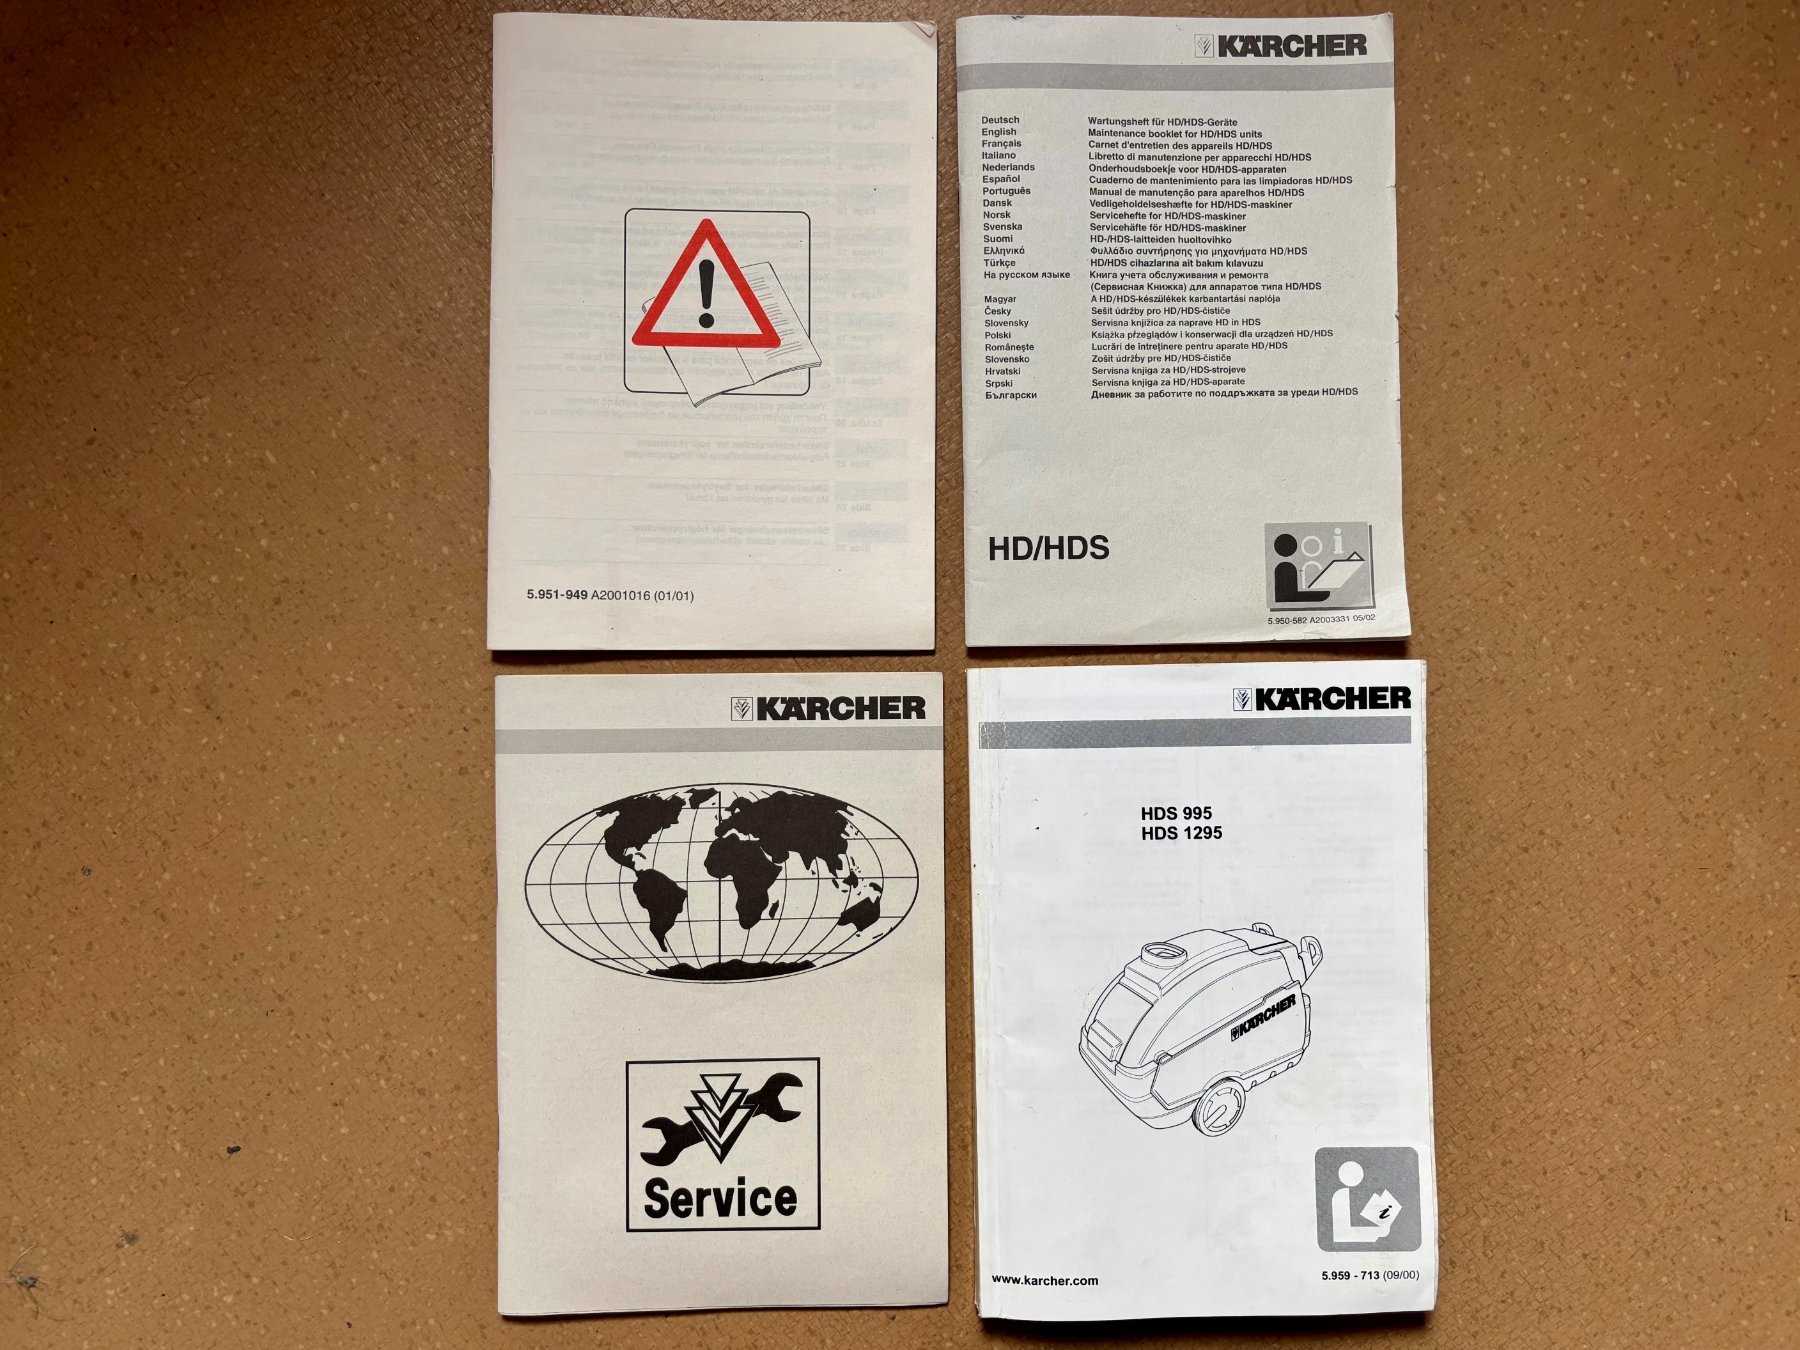 5.951-949 A2001016 (01/01)
KÄRCHER
Deutsch Wartungsheft für HD/HDS-Geräte
English Maintenance booklet for HD/HDS units
Français Carnet d'entretien des appareils HD/HDS
Italiano Libretto di manutenzione per apparecchi HD/HDS
Nederlands Onderhoudsboekje voor HD/HDS-apparaten
Español Cuaderno de mantenimiento para las limpiadoras HD/HDS
Português Manual de manutenção para aparelhos HD/HDS
Dansk Vedligeholdelseshæfte for HD/HDS-maskiner
Norsk Servicehefte for HD/HDS-maskiner
Svenska Servicehäfte för HD/HDS-maskiner
Suomi HD-/HDS-laitteiden huoltovihko
Ελληνικά Φυλλάδιο συντήρησης για μηχανήματα HD/HDS
Türkçe HD/HDS cihazlarına ait bakım kılavuzu
На русском языке Книга учета обслуживания и ремонта
(Сервисная Книжка) для аппаратов типа HD/HDS
Magyar A HD/HDS-készülékek karbantartási naplója
Česky Sešit údržby pro HD/HDS-čističe
Slovensky Servisna knjižica za naprave HD in HDS
Polski Książka přzeglądów i konserwacji dla urządzeń HD/HDS
Româneşte Lucrări de întreţinere pentru aparate HD/HDS
Slovensko Zošit údržby pre HD/HDS-čističe
Hrvatski Servisna knjiga za HD/HDS-strojeve
Srpski Servisna knjiga za HD/HDS-aparate
Български Дневник за работите по поддръжката за уреди HD/HDS
HD/HDS
i
5.950-582 A2003331 05/02
KÄRCHER
Service
KÄRCHER
HDS 995
HDS 1295
KÄRCHER
i
www.karcher.com
5.959 - 713 (09/00)